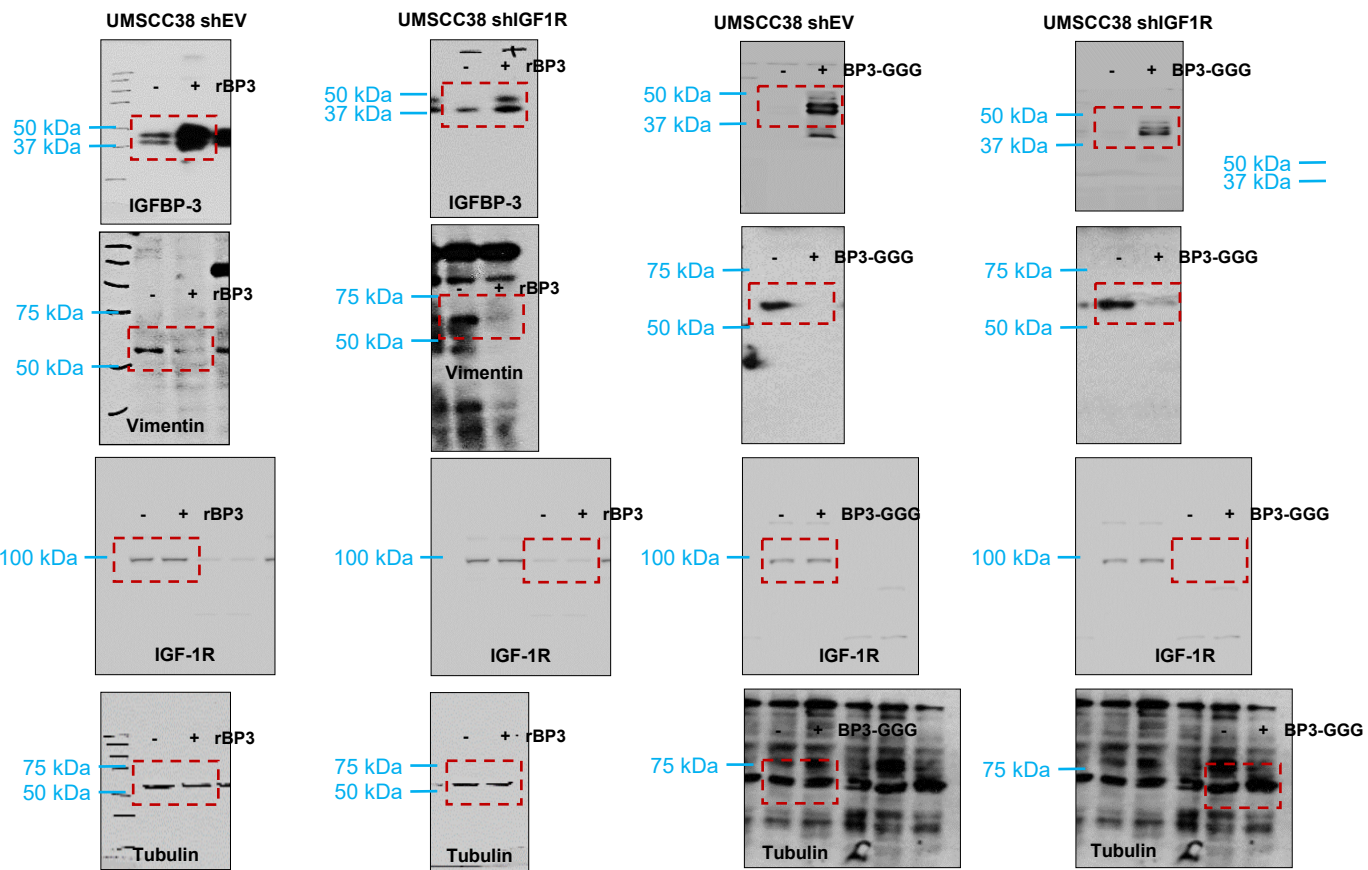 UMSCC38 shEV
UMSCC38 shIGF1R
UMSCC38 shEV
UMSCC38 shIGF1R
- + rBP3
50 kDa
37 kDa
IGFBP-3
- + rBP3
50 kDa
37 kDa
IGFBP-3
- + BP3-GGG
50 kDa
37 kDa
- + BP3-GGG
50 kDa
37 kDa
50 kDa
37 kDa
- + rBP3
75 kDa
50 kDa
Vimentin
- + rBP3
75 kDa
50 kDa
Vimentin
- + BP3-GGG
75 kDa
50 kDa
- + BP3-GGG
75 kDa
50 kDa
- + rBP3
100 kDa
IGF-1R
- + rBP3
100 kDa
IGF-1R
- + BP3-GGG
100 kDa
IGF-1R
- + BP3-GGG
100 kDa
IGF-1R
- + rBP3
75 kDa
50 kDa
Tubulin
- + rBP3
75 kDa
50 kDa
Tubulin
- + BP3-GGG
75 kDa
Tubulin
- + BP3-GGG
75 kDa
Tubulin